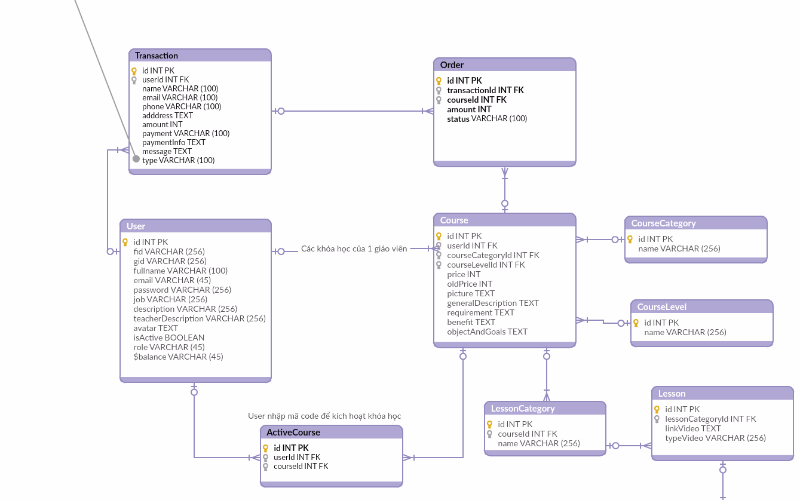 Transaction
id INT PK
userId INT FK
name VARCHAR (100)
email VARCHAR (100)
phone VARCHAR (100)
adddress TEXT
amount INT
payment VARCHAR (100)
paymentInfo TEXT
message TEXT
type VARCHAR (100)
Order
id INT PK
transactionId INT FK
courseId INT FK
amount INT
status VARCHAR (100)
User
id INT PK
fid VARCHAR (256)
gid VARCHAR (256)
fullname VARCHAR (100)
email VARCHAR (45)
password VARCHAR (256)
job VARCHAR (256)
description VARCHAR (256)
teacherDescription VARCHAR (256)
avatar TEXT
isActive BOOLEAN
role VARCHAR (45)
$balance VARCHAR (45)
Các khóa học của 1 giáo viên
Course
id INT PK
userId INT FK
courseCategoryId INT FK
courseLevelId INT FK
price INT
oldPrice INT
picture TEXT
generalDescription TEXT
requirement TEXT
benefit TEXT
objectAndGoals TEXT
CourseCategory
id INT PK
name VARCHAR (256)
CourseLevel
id INT PK
name VARCHAR (256)
User nhập mã code để kích hoạt khóa học
ActiveCourse
id INT PK
userId INT FK
courseId INT FK
LessonCategory
id INT PK
courseId INT FK
name VARCHAR (256)
Lesson
id INT PK
lessonCategoryId INT FK
linkVideo TEXT
typeVideo VARCHAR (256)